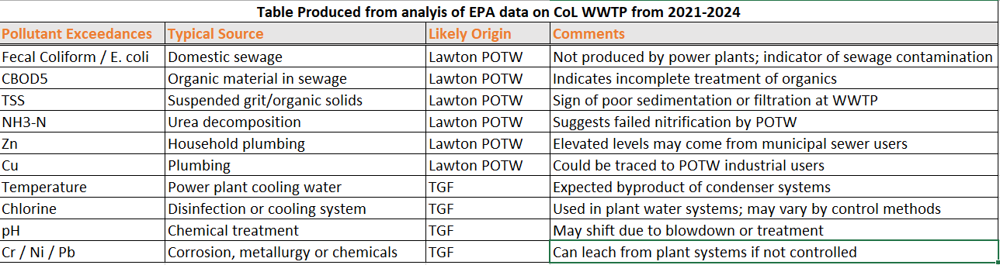 Table Produced from analyis of EPA data on CoL WWTP from 2021-2024
Pollutant Exceedances Typical Source Likely Origin Comments
Fecal Coliform / E. coli Domestic sewage Lawton POTW Not produced by power plants; indicator of sewage contamination
CBOD5 Organic material in sewage Lawton POTW Indicates incomplete treatment of organics
TSS Suspended grit/organic solids Lawton POTW Sign of poor sedimentation or filtration at WWTP
NH3-N Urea decomposition Lawton POTW Suggests failed nitrification by POTW
Zn Household plumbing Lawton POTW Elevated levels may come from municipal sewer users
Cu Plumbing Lawton POTW Could be traced to POTW industrial users
Temperature Power plant cooling water TGF Expected byproduct of condenser systems
Chlorine Disinfection or cooling system TGF Used in plant water systems; may vary by control methods
pH Chemical treatment TGF May shift due to blowdown or treatment
Cr / Ni / Pb Corrosion, metallurgy or chemicals TGF Can leach from plant systems if not controlled